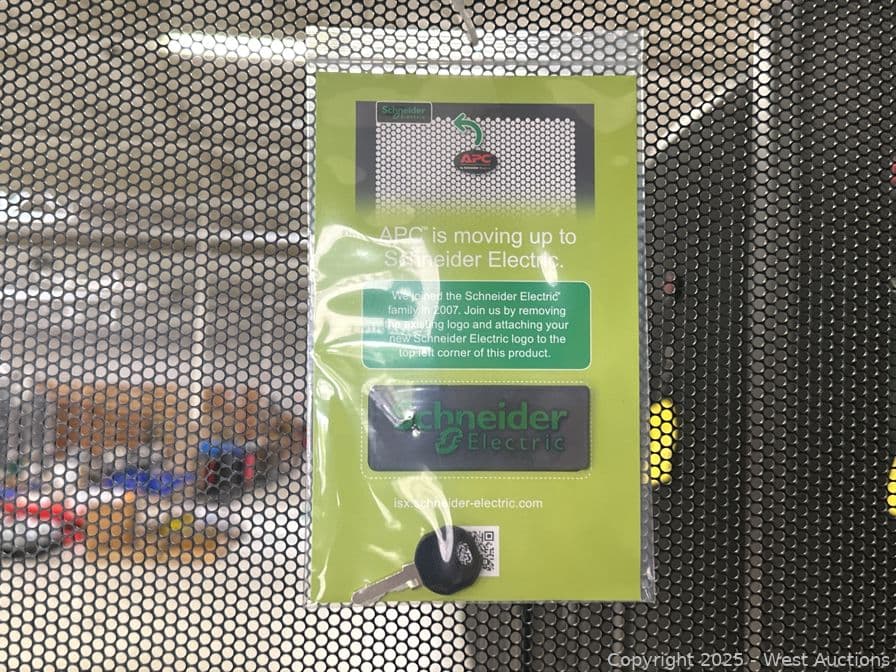 Schneider
Electric
APC
APC™ is moving up to
Schneider Electric.
We joined the Schneider Electric
family in 2007. Join us by removing
the existing logo and attaching your
new Schneider Electric logo to the
top left corner of this product.
Schneider
Electric
isx.schneider-electric.com
Copyright 2025 - West Auctions